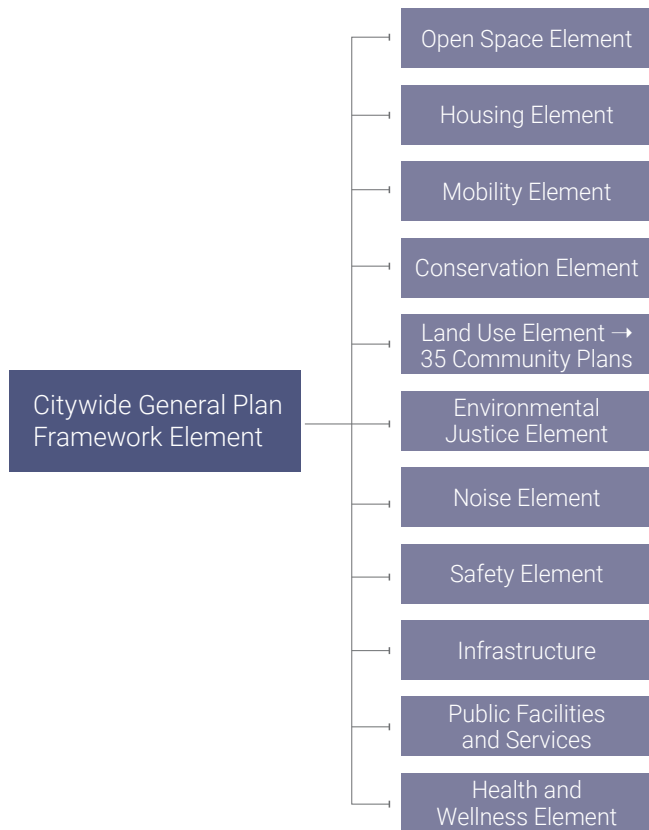 Open Space Element
Housing Element
Mobility Element
Conservation Element
Land Use Element →
35 Community Plans
Citywide General Plan
Framework Element
Environmental
Justice Element
Noise Element
Safety Element
Infrastructure
Public Facilities
and Services
Health and
Wellness Element